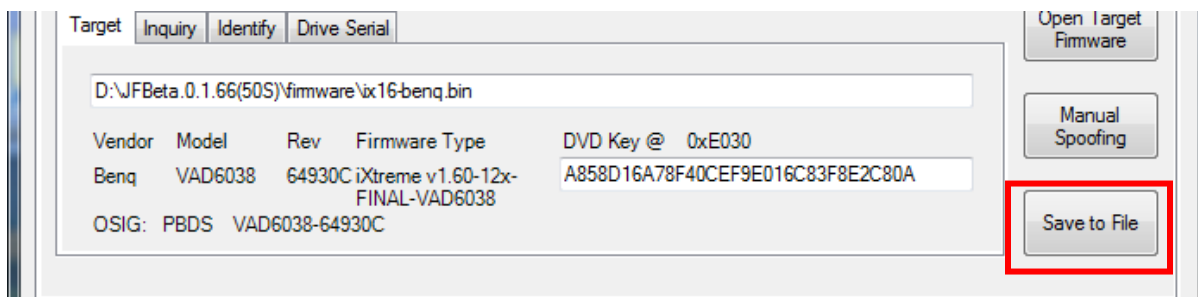 Target Inquiry Identify Drive Serial
Open Target
Firmware
D:\JFBeta.0.1.66(50S)\firmware\ix16-benq.bin
Manual
Spoofing
Vendor Model Rev Firmware Type DVD Key @ 0xE030
Benq VAD6038 64930C iXtreme v1.60-12x- A858D16A78F40CEF9E016C83F8E2C80A
FINAL-VAD6038
OSIG: PBDS VAD6038-64930C
Save to File